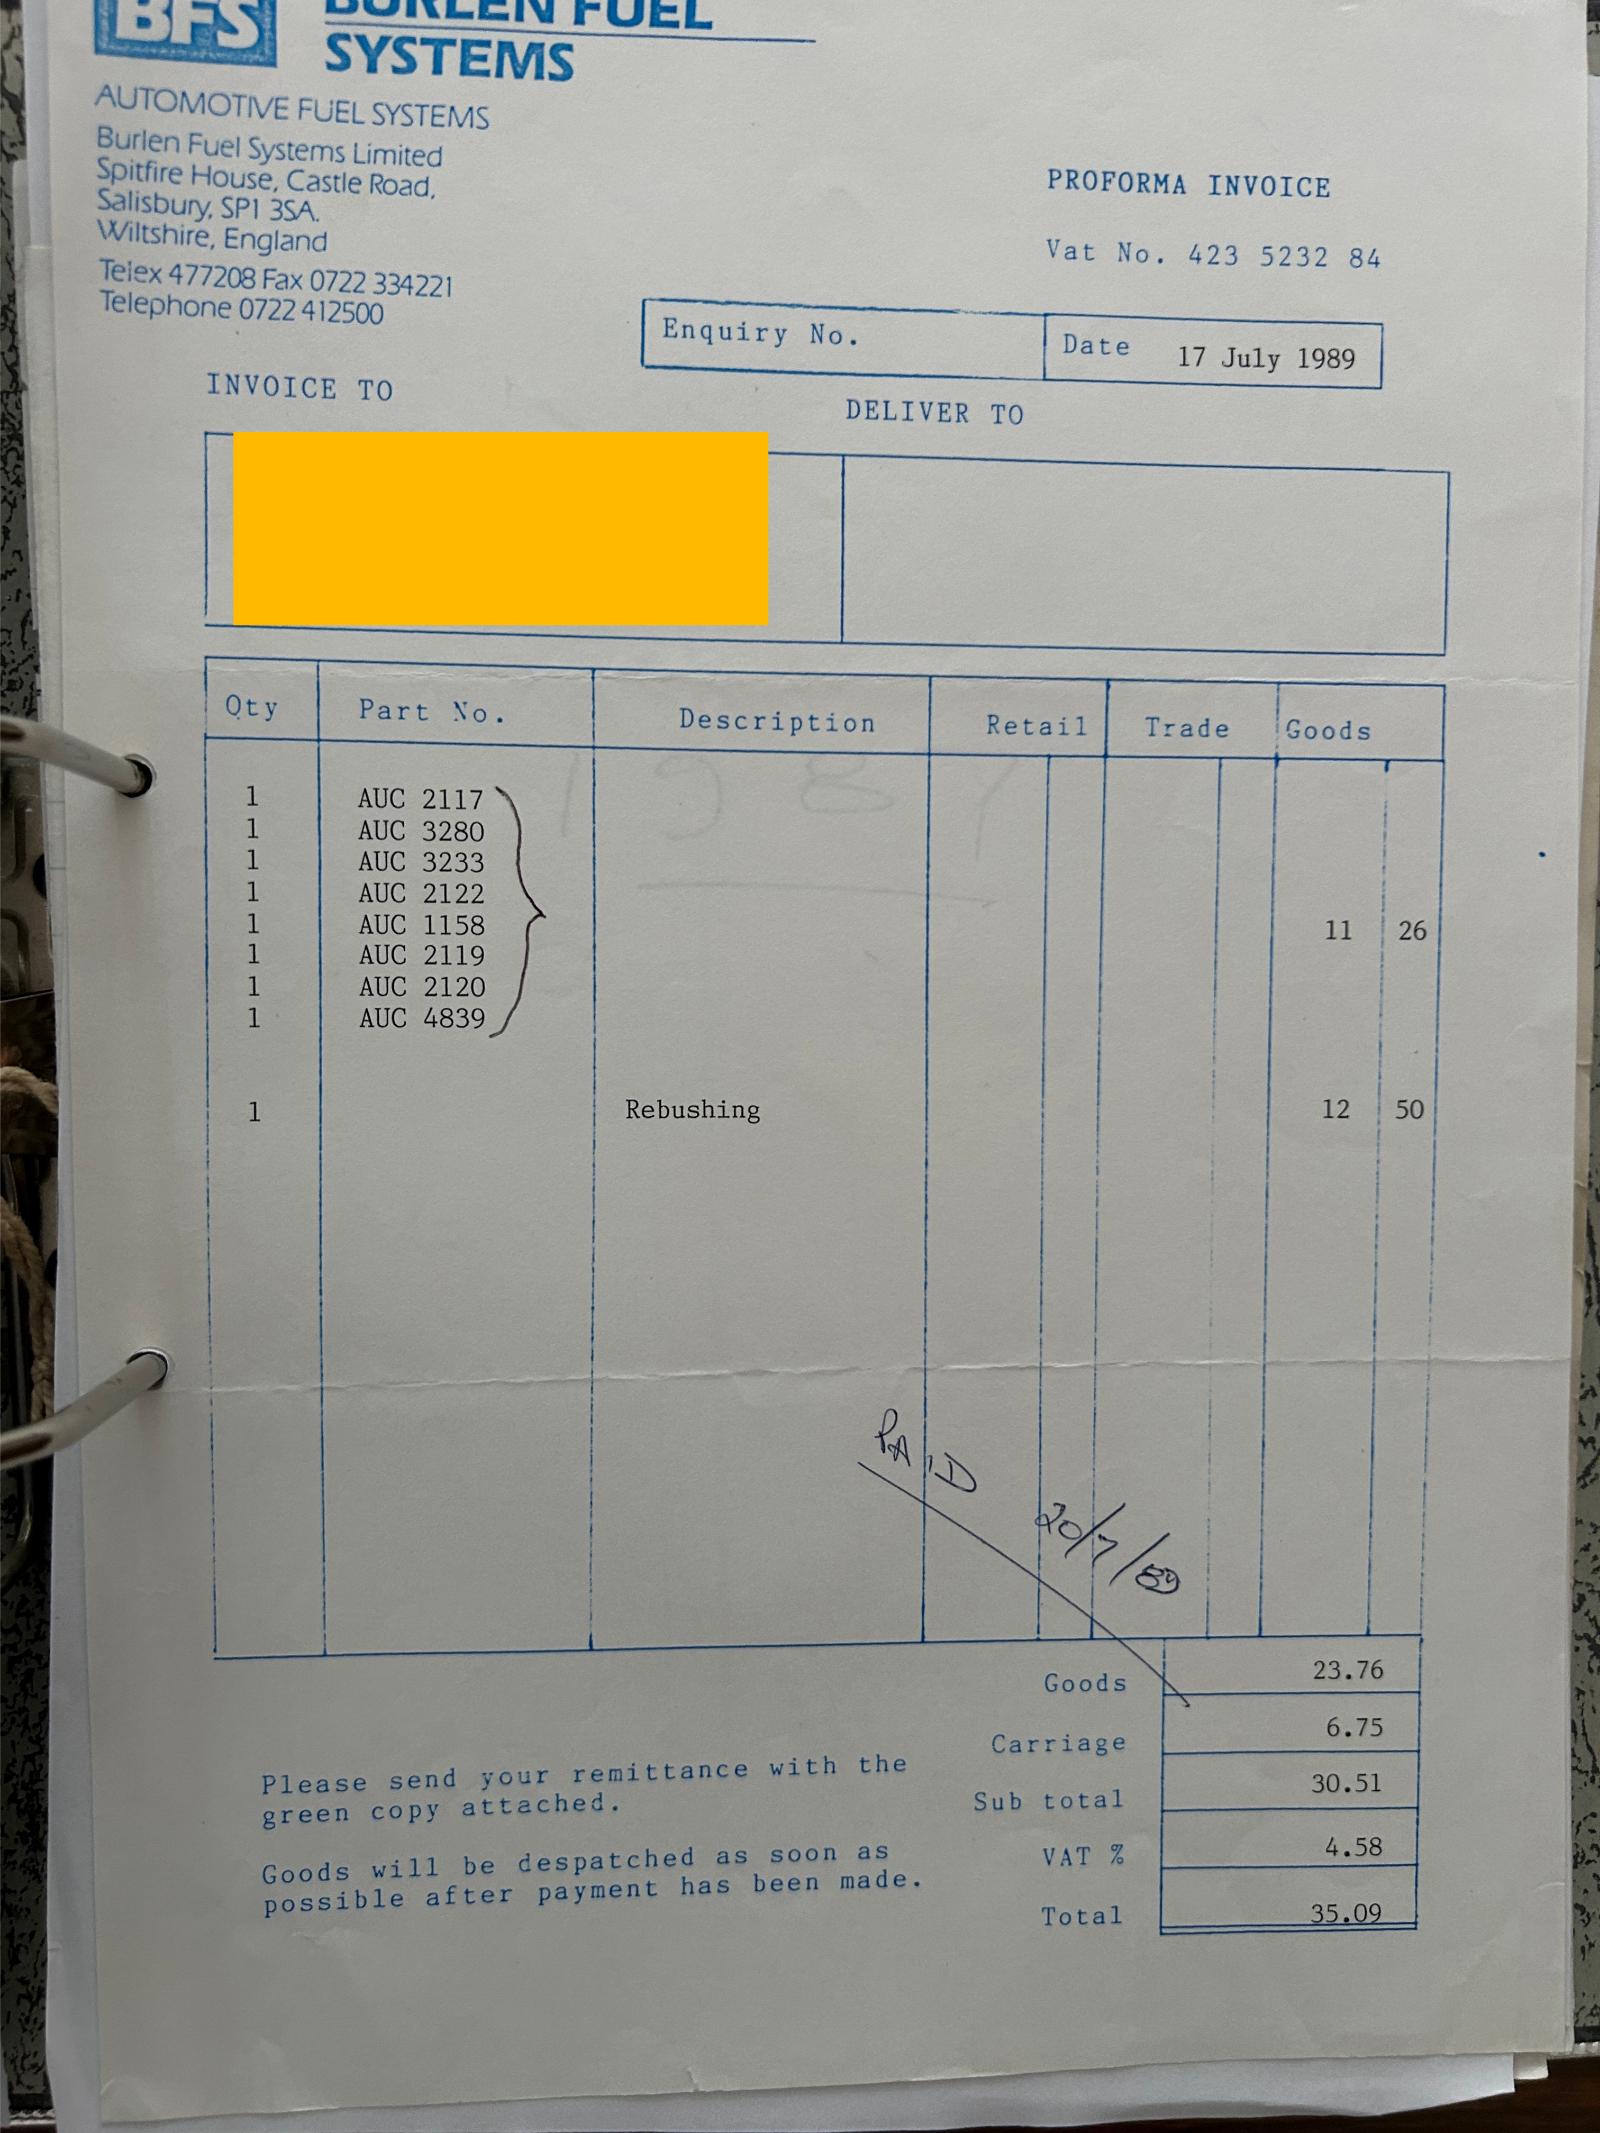 BFS
BURLEN FUEL
SYSTEMS
AUTOMOTIVE FUEL SYSTEMS
Burlen Fuel Systems Limited
Spitfire House, Castle Road,
Salisbury, SP1 3SA.
Wiltshire, England
Telex 477208 Fax 0722 334221
Telephone 0722 412500
PROFORMA INVOICE
Vat No. 423 5232 84
Enquiry No. Date 17 July 1989
INVOICE TO
DELIVER TO
Qty Part No. Description Retail Trade Goods
1 AUC 2117
1 AUC 3280
1 AUC 3233
1 AUC 2122
1 AUC 1158 11 26
1 AUC 2119
1 AUC 2120
1 AUC 4839
1 Rebushing 12 50
PAID 20/7/89
Goods 23.76
Carriage 6.75
Sub total 30.51
VAT % 4.58
Total 35.09
Please send your remittance with the
green copy attached.
Goods will be despatched as soon as
possible after payment has been made.